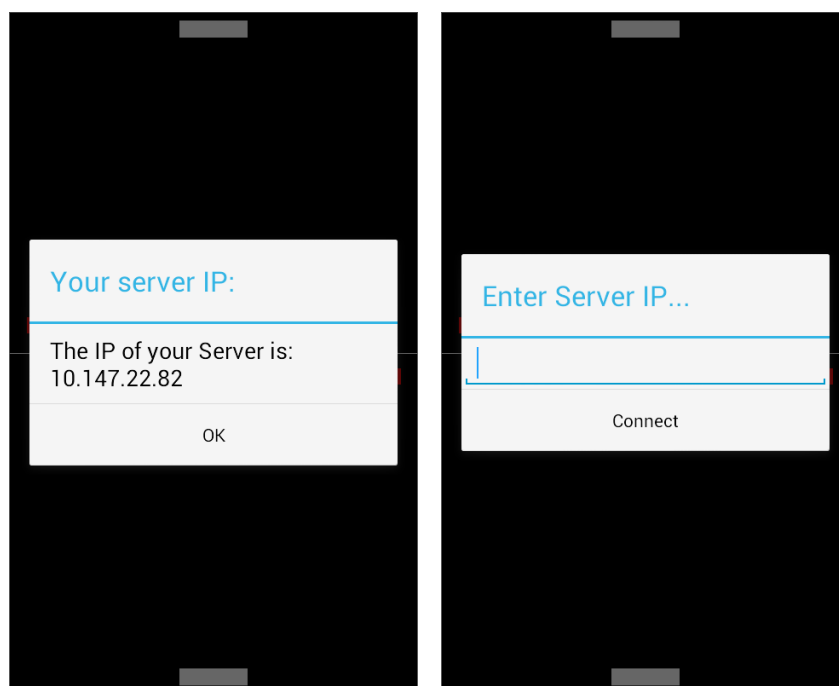 Your server IP:
The IP of your Server is:
10.147.22.82
OK
Enter Server IP...
Connect